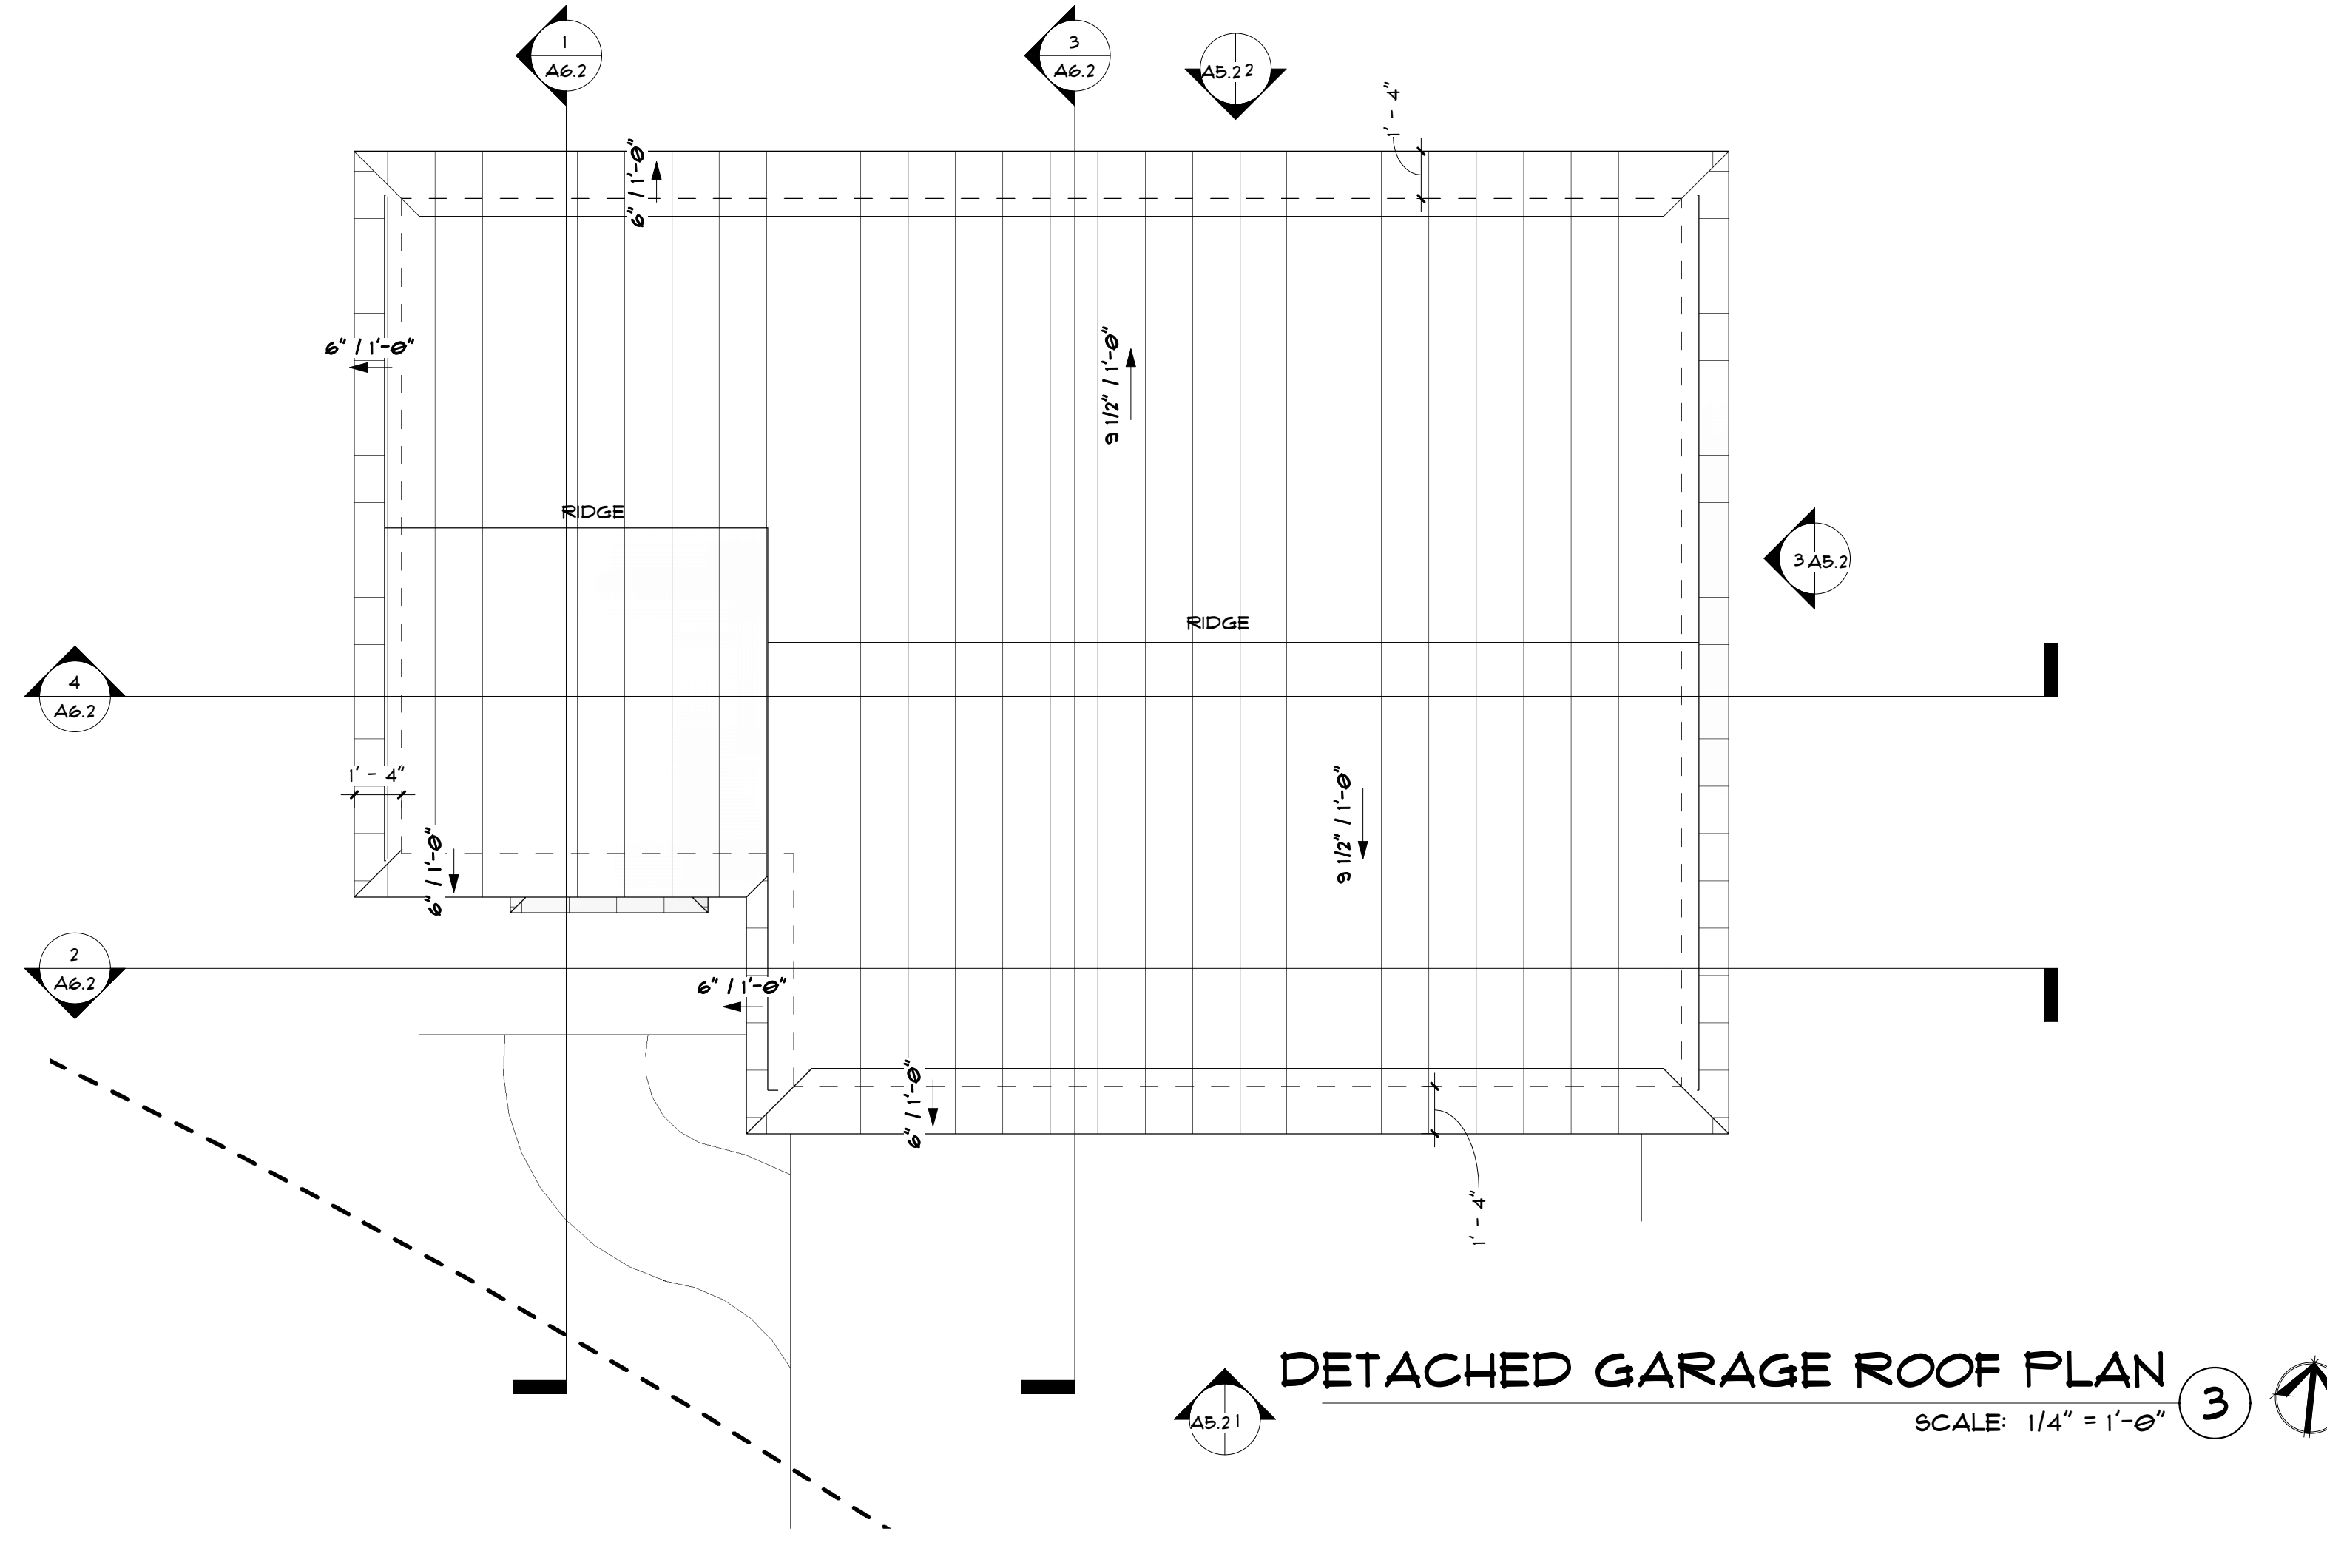 1
A6.2
3
A6.2
A5.2 2
1' - 4"
6" / 1'-0"
6" / 1'-0"
9 1/2" / 1'-0"
RIDGE
3 A5.2
RIDGE
4
A6.2
1' - 4"
9 1/2" / 1'-0"
6" / 1'-0"
2
A6.2
6" / 1'-0"
6" / 1'-0"
1' - 4"
DETACHED GARAGE ROOF PLAN
3
SCALE: 1/4" = 1'-0"
A5.2 1